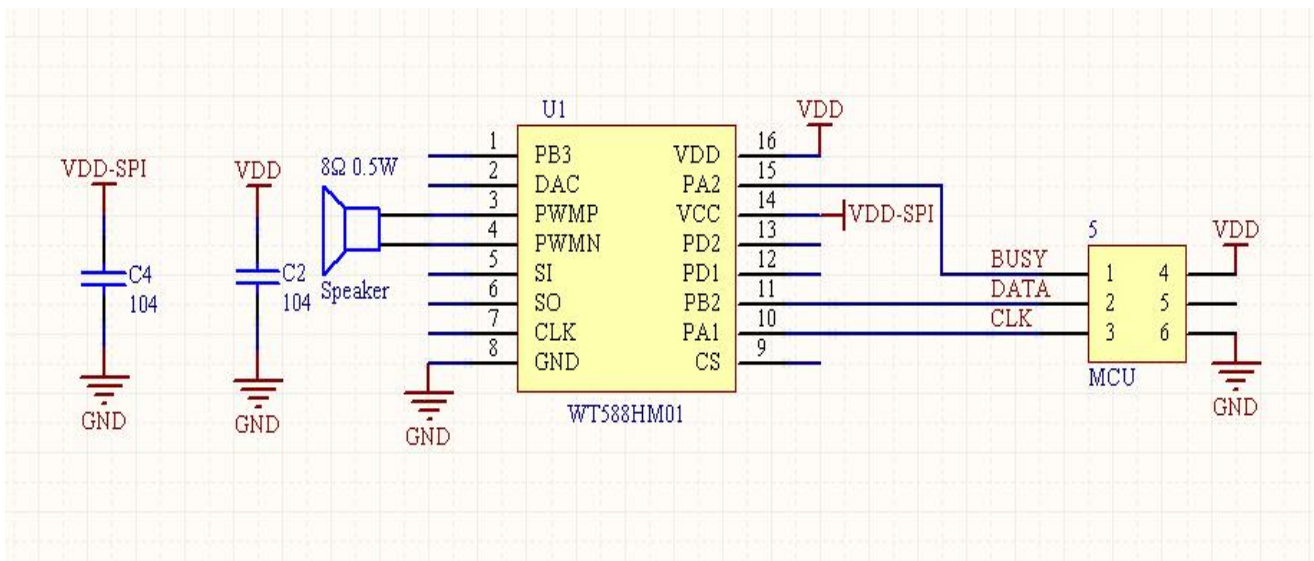 U1
VDD
VDD-SPI
VDD
8Ω 0.5W
1
2
3
4
5
6
7
8
PB3
DAC
PWMP
PWMN
SI
SO
CLK
GND
VDD
PA2
VCC
PD2
PD1
PB2
PA1
CS
16
15
14
13
12
11
10
9
VDD-SPI
5
VDD
C4
104
C2
104
Speaker
BUSY
DATA
CLK
1 4
2 5
3 6
MCU
GND
GND
GND
GND
WT588HM01